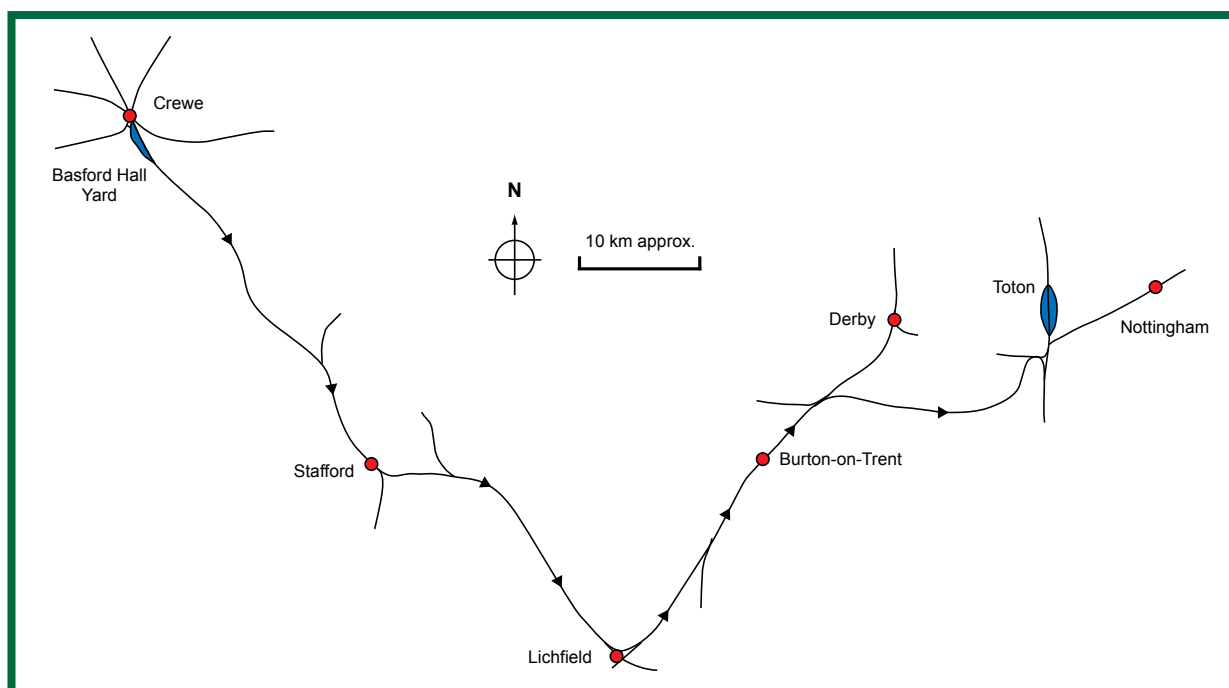 Crewe
Basford Hall
Yard
N
10 km approx.
Toton
Derby
Nottingham
Stafford
Burton-on-Trent
Lichfield